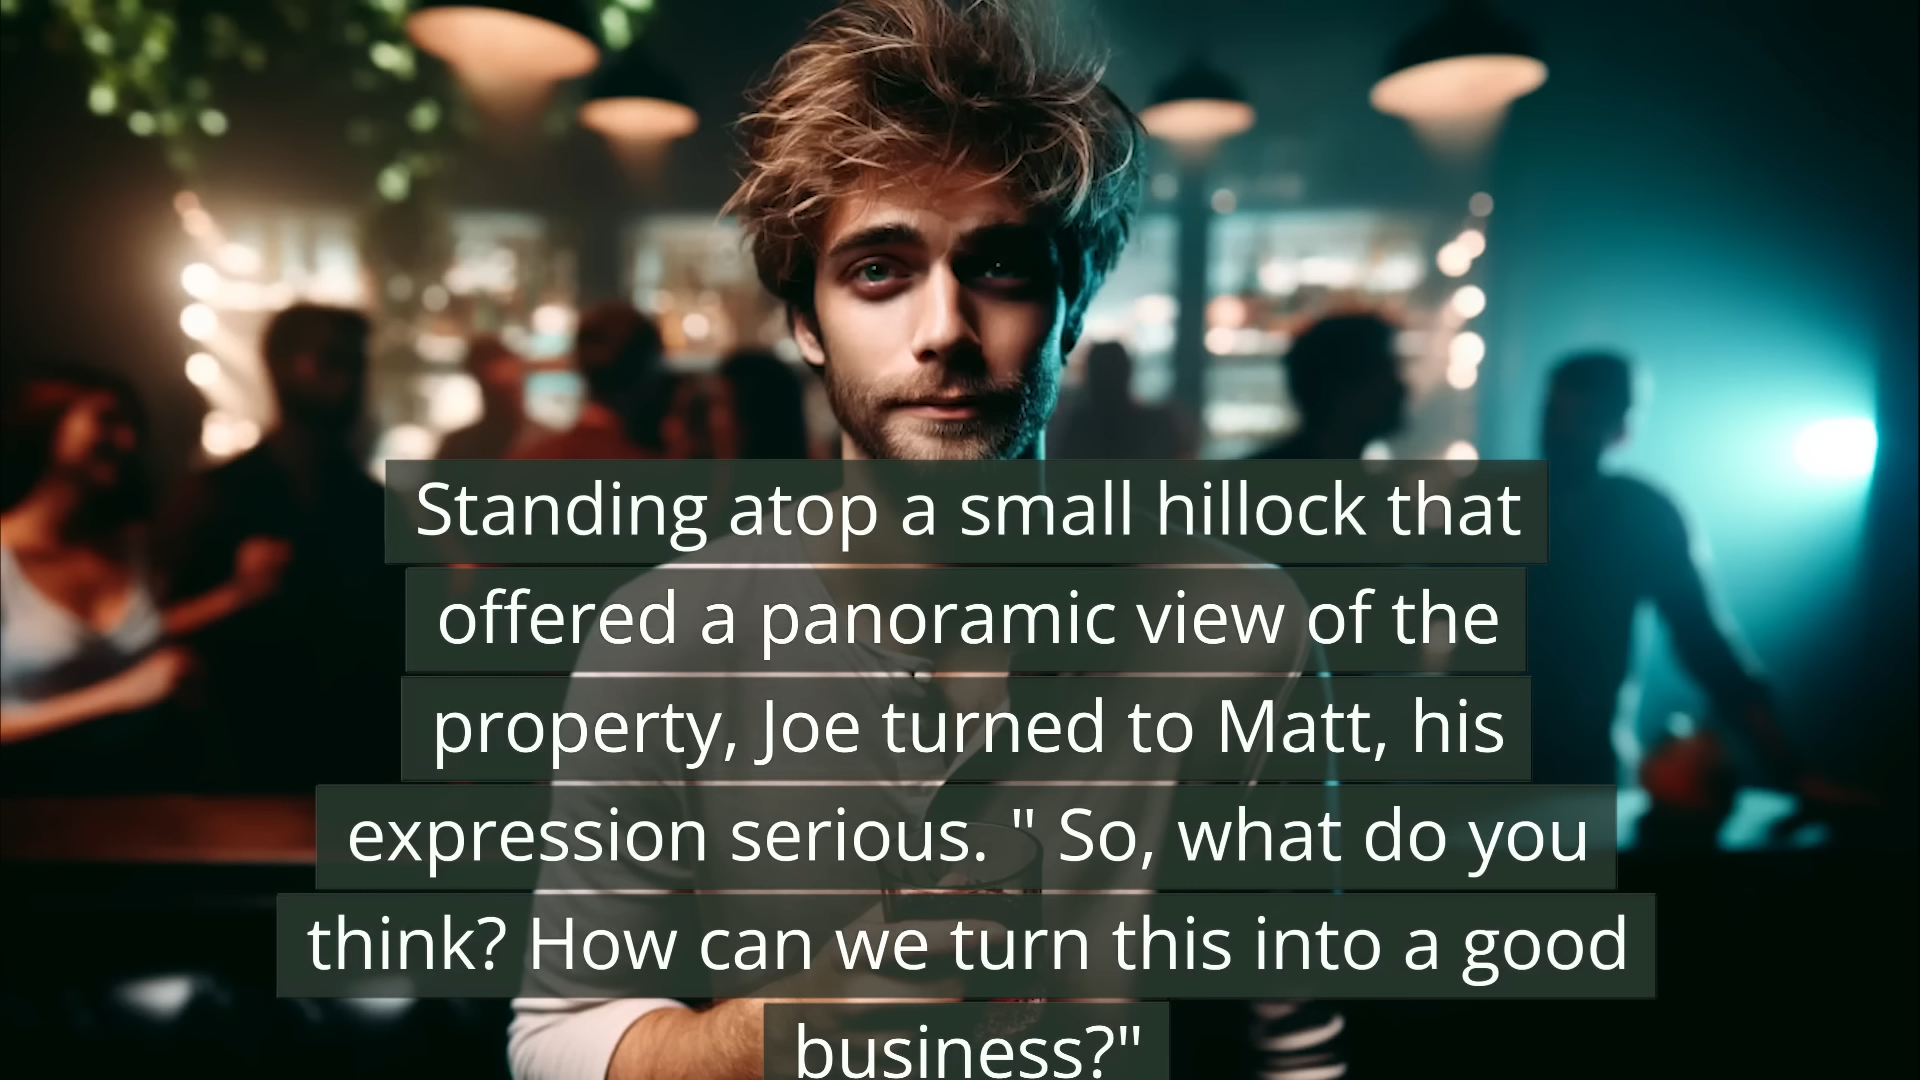 Standing atop a small hillock that
offered a panoramic view of the
property, Joe turned to Matt, his
expression serious. " So, what do you
think? How can we turn this into a good
business?"